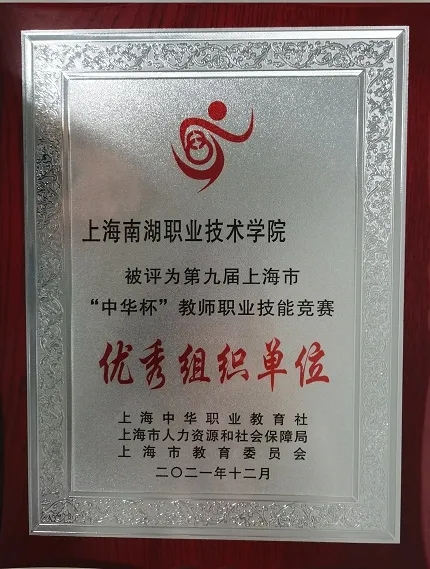 上海南湖职业技术学院
被评为第九届上海市
“中华杯”教师职业技能竞赛
优秀组织单位
上海中华职业教育社
上海市人力资源和社会保障局
上海市教育委员会
二〇二一年十二月